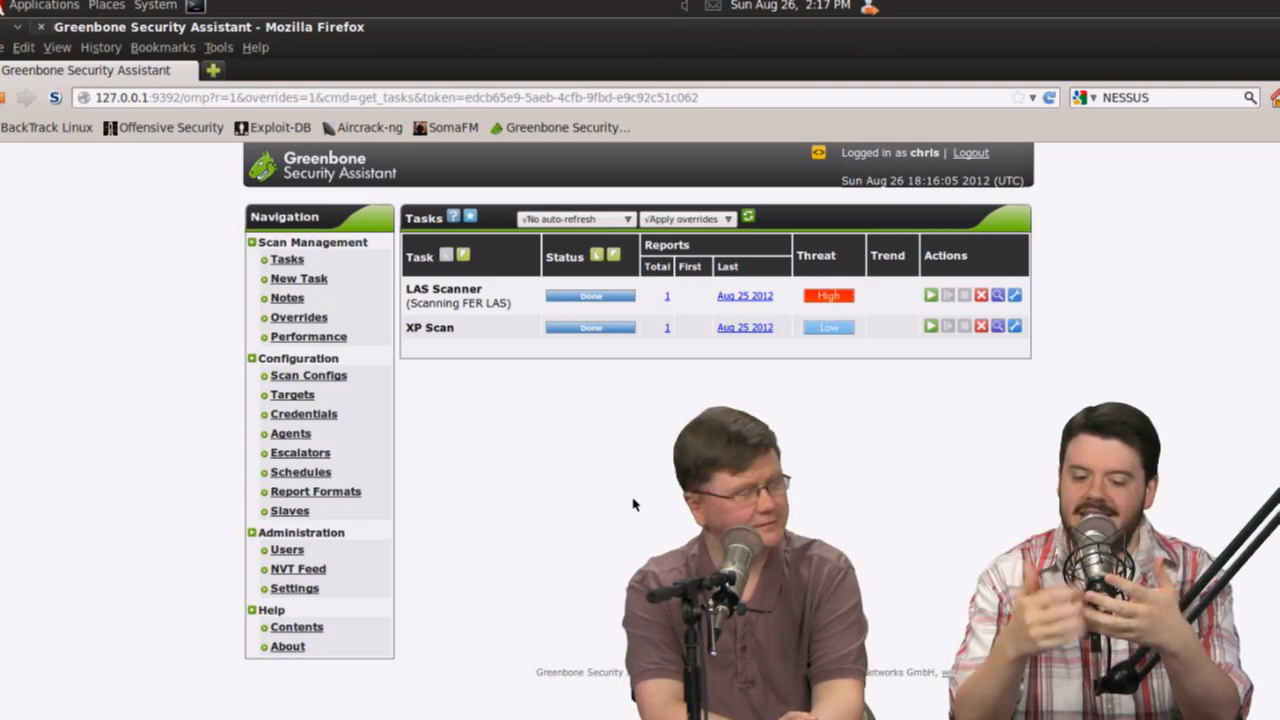 Applications Places System
Sun Aug 26, 2:17 PM
Greenbone Security Assistant - Mozilla Firefox
Edit View History Bookmarks Tools Help
Greenbone Security Assistant
127.0.0.1:9392/omp?r=1&overrides=1&cmd=get_tasks&token=edcb65e9-5aeb-4cfb-9fbd-e9c92c51c062
NESSUS
BackTrack Linux Offensive Security Exploit-DB Aircrack-ng SomaFM Greenbone Security...
Greenbone
Security Assistant
Logged in as chris | Logout
Sun Aug 26 18:16:05 2012 (UTC)
Navigation
Scan Management
Tasks
New Task
Notes
Overrides
Performance
Configuration
Scan Configs
Targets
Credentials
Agents
Escalators
Schedules
Report Formats
Slaves
Administration
Users
NVT Feed
Settings
Help
Contents
About
Tasks √No auto-refresh √Apply overrides
Task Status Reports Threat Trend Actions
Total First Last
LAS Scanner Done 1 Aug 25 2012 High
(Scanning FER LAS)
XP Scan Done 1 Aug 25 2012 Low
Greenbone Security etworks GmbH, w